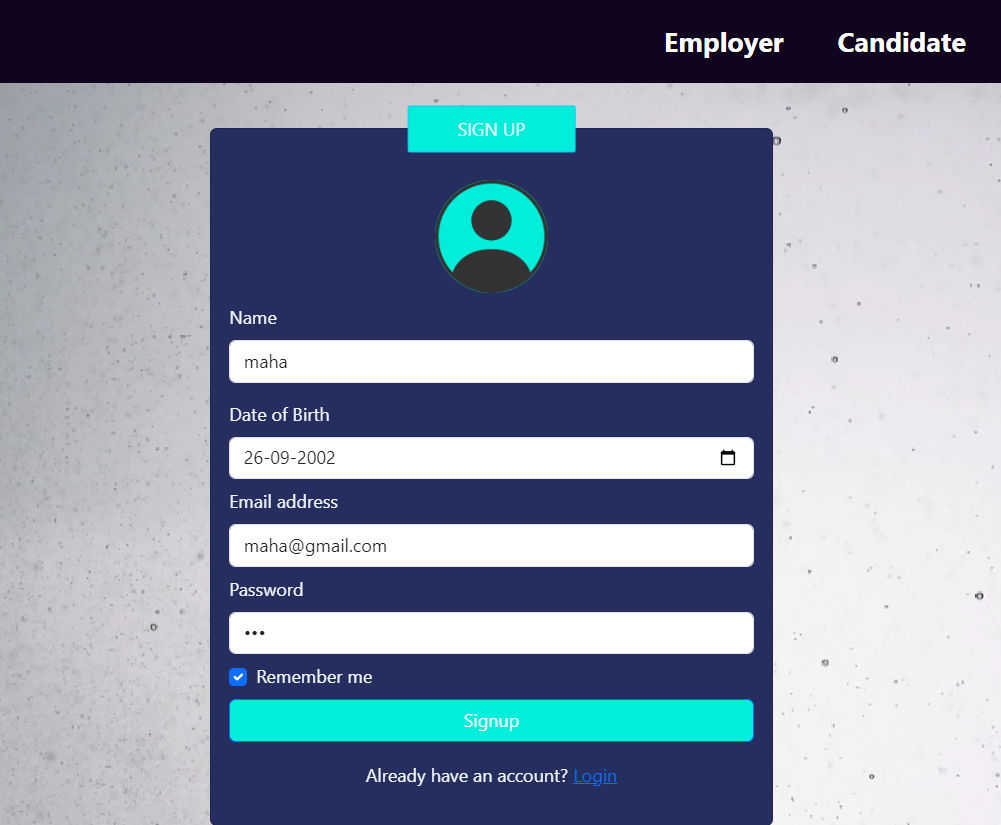 Employer Candidate
SIGN UP
Name
maha
Date of Birth
26-09-2002
Email address
maha@gmail.com
Password
•••
Remember me
Signup
Already have an account? Login